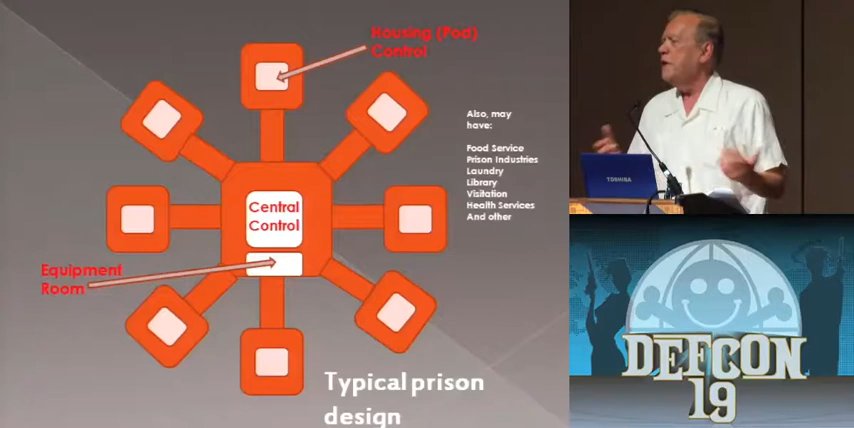 Housing (Pod)
Control
Also, may
have:
Food Service
Prison Industries
Laundry
Library
Visitation
Health Services
And other
Central
Control
Equipment
Room
Typical prison
design
TOSHIBA
DEFCON
19